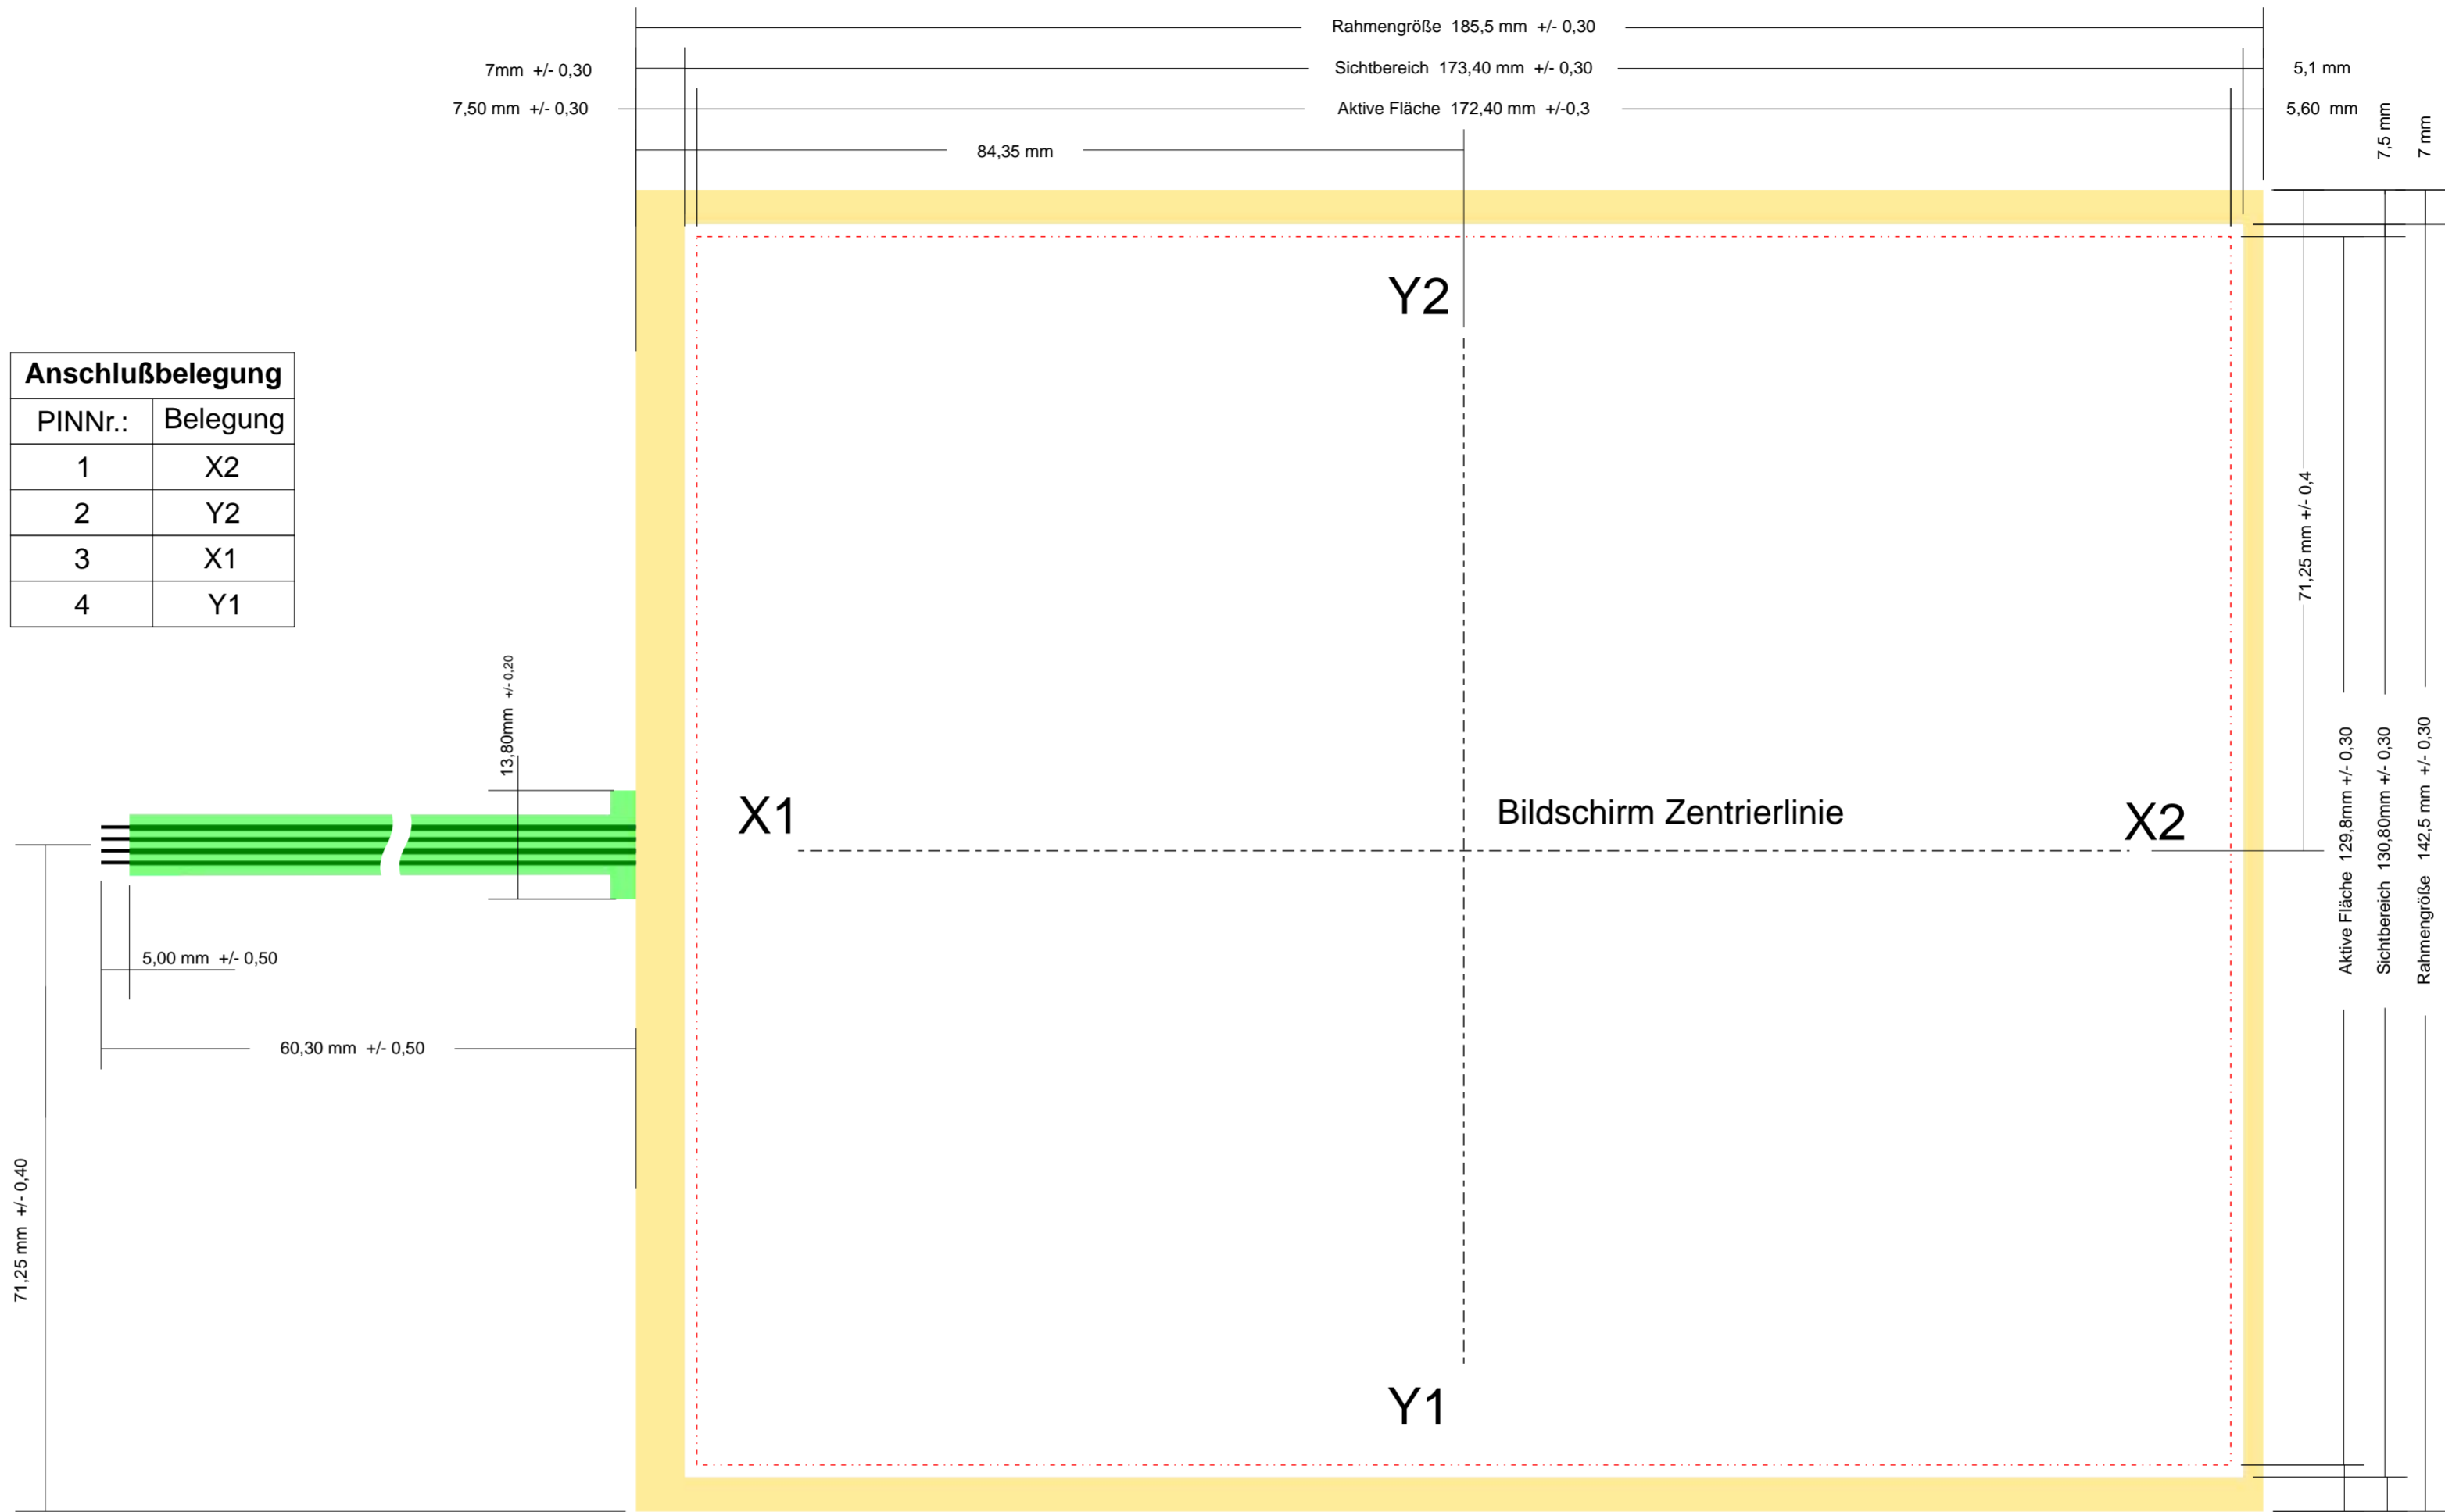 Rahmengröße 185,5 mm +/- 0,30
7mm +/- 0,30
Sichtbereich 173,40 mm +/- 0,30
5,1 mm
7,50 mm +/- 0,30
Aktive Fläche 172,40 mm +/-0,3
5,60 mm
7,5 mm
7 mm
84,35 mm
Y2
Anschlußbelegung
PINNr.: Belegung
1 X2
2 Y2
3 X1
4 Y1
71,25 mm +/- 0,4
13,80mm +/- 0,20
X1
Bildschirm Zentrierlinie
X2
Aktive Fläche 129,8mm +/- 0,30
Sichtbereich 130,80mm +/- 0,30
Rahmengröße 142,5 mm +/- 0,30
5,00 mm +/- 0,50
60,30 mm +/- 0,50
71,25 mm +/- 0,40
Y1